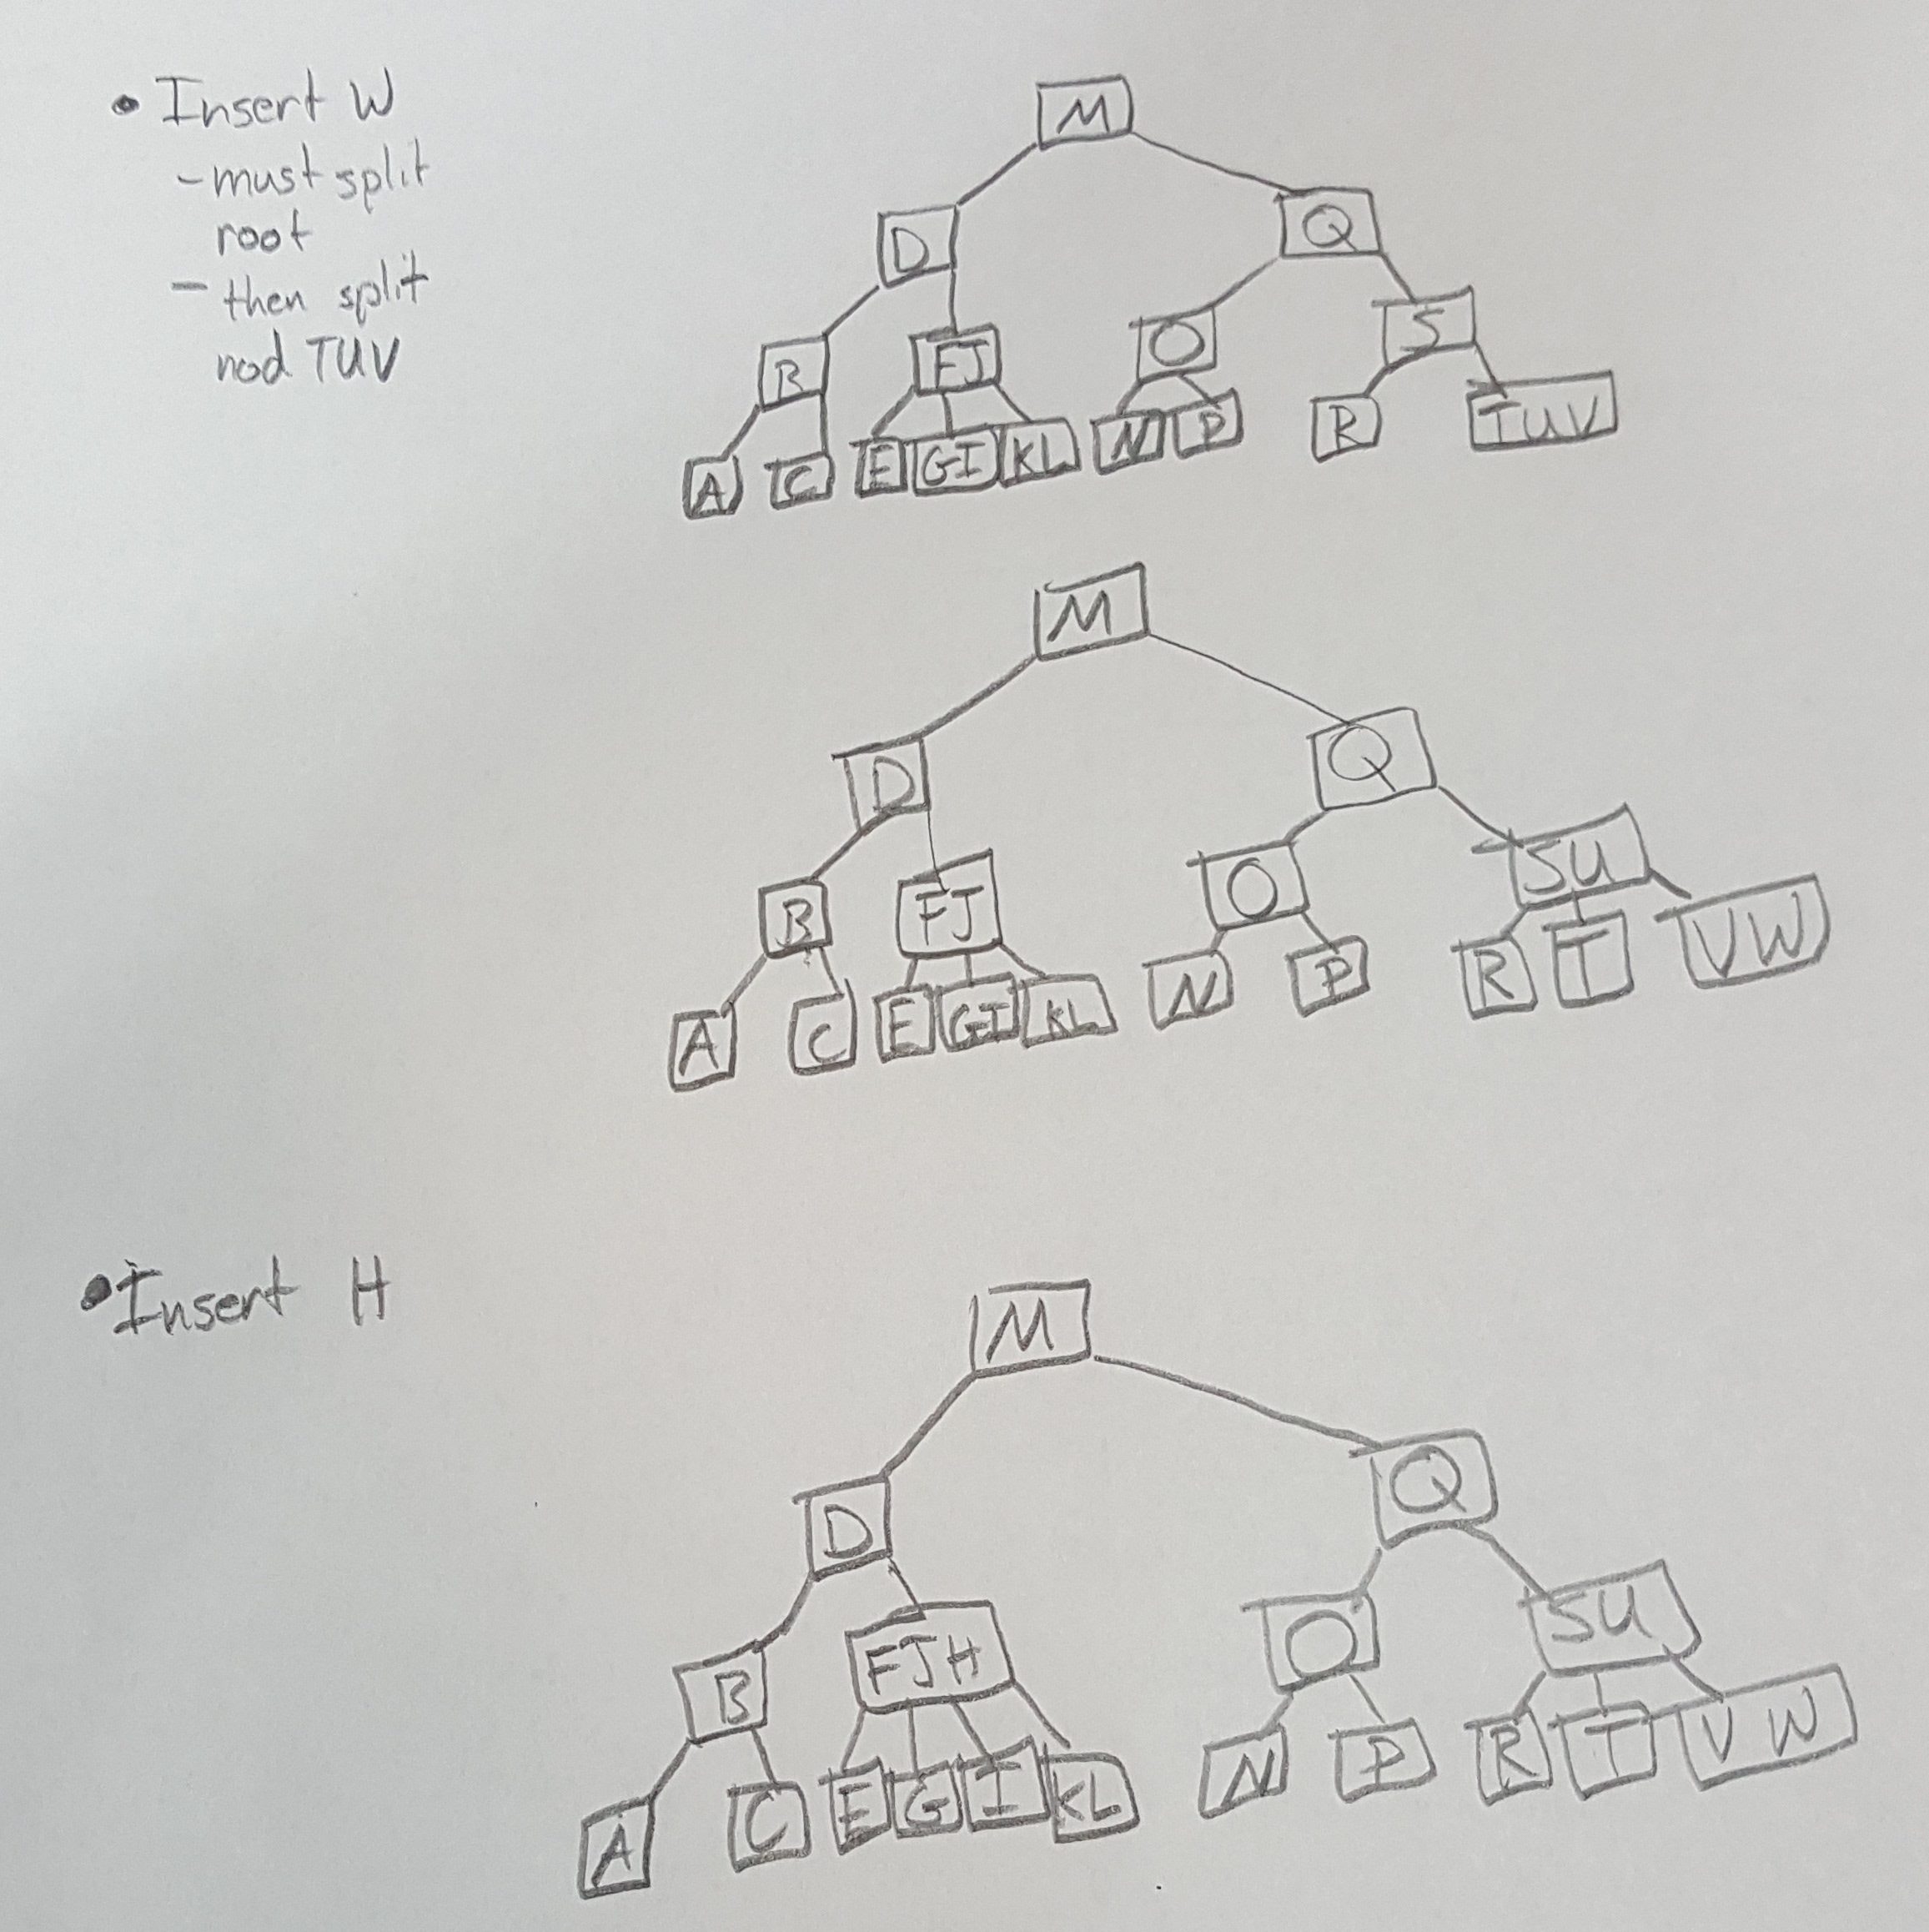 • Insert W
- must split
root
- then split
nod TUV
M
D Q
B FJ O S
A C E GI KL N P R TUV
M
D Q
B FJ O SU
A C E GI KL N P R T VW
• Insert H
M
D Q
B FJH O SU
A C E G I KL N P R T VW